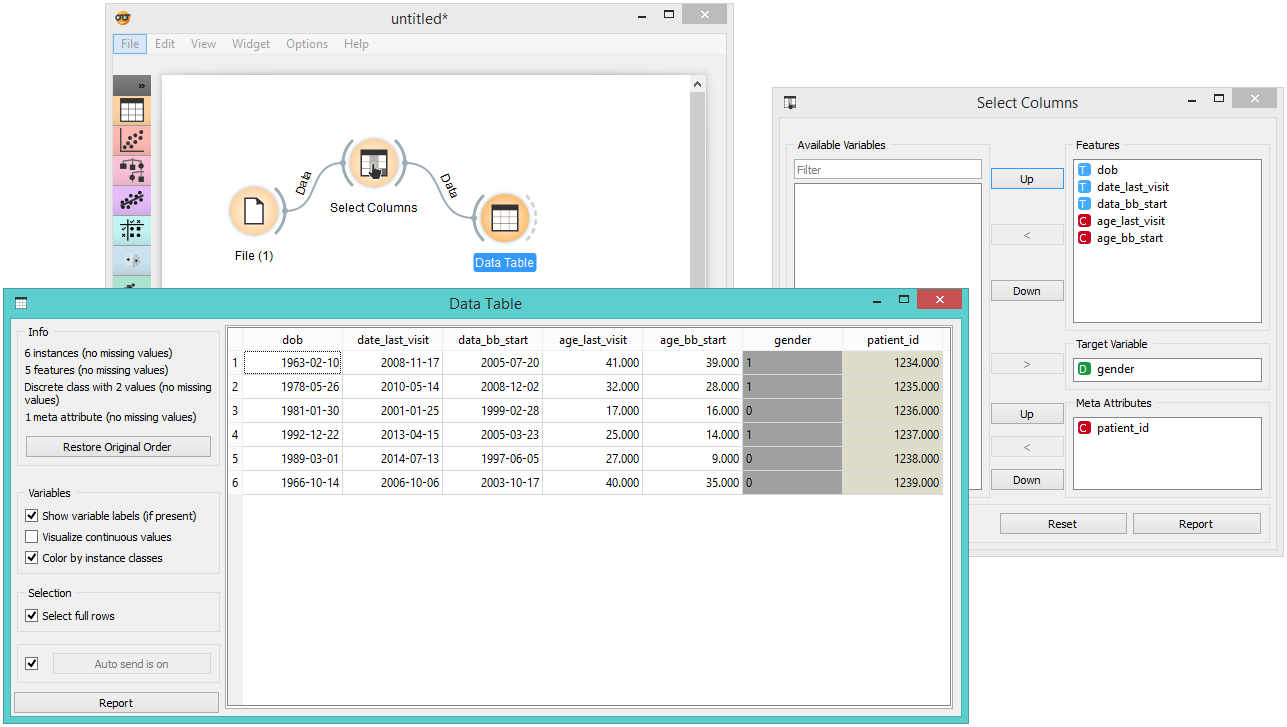 untitled*
File Edit View Widget Options Help
»
Data
Data
Select Columns
File (1)
Data Table
Select Columns
Available Variables
Filter
Up
<
Down
>
Up
<
Down
Features
T dob
T date_last_visit
T data_bb_start
C age_last_visit
C age_bb_start
Target Variable
D gender
Meta Attributes
C patient_id
Reset Report
Data Table
Info
6 instances (no missing values)
5 features (no missing values)
Discrete class with 2 values (no missing
values)
1 meta attribute (no missing values)
Restore Original Order
Variables
Show variable labels (if present)
Visualize continuous values
Color by instance classes
Selection
Select full rows
Auto send is on
Report
dob date_last_visit data_bb_start age_last_visit age_bb_start gender patient_id
1 1963-02-10 2008-11-17 2005-07-20 41.000 39.000 1 1234.000
2 1978-05-26 2010-05-14 2008-12-02 32.000 28.000 1 1235.000
3 1981-01-30 2001-01-25 1999-02-28 17.000 16.000 0 1236.000
4 1992-12-22 2013-04-15 2005-03-23 25.000 14.000 1 1237.000
5 1989-03-01 2014-07-13 1997-06-05 27.000 9.000 0 1238.000
6 1966-10-14 2006-10-06 2003-10-17 40.000 35.000 0 1239.000